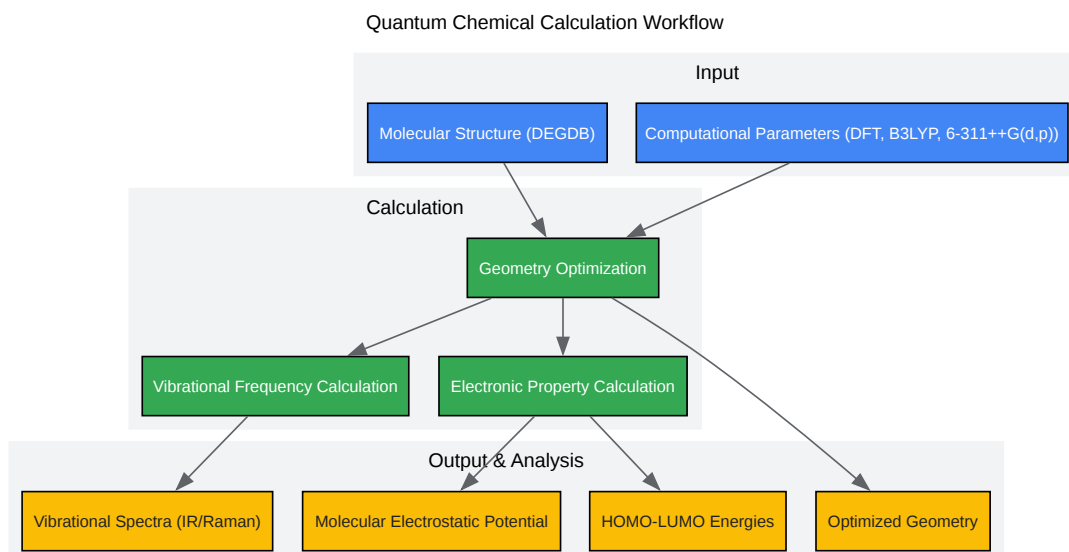 Quantum Chemical Calculation Workflow
Input
Molecular Structure (DEGDB)
Computational Parameters (DFT, B3LYP, 6-311++G(d,p))
Calculation
Geometry Optimization
Vibrational Frequency Calculation
Electronic Property Calculation
Output & Analysis
Vibrational Spectra (IR/Raman)
Molecular Electrostatic Potential
HOMO-LUMO Energies
Optimized Geometry